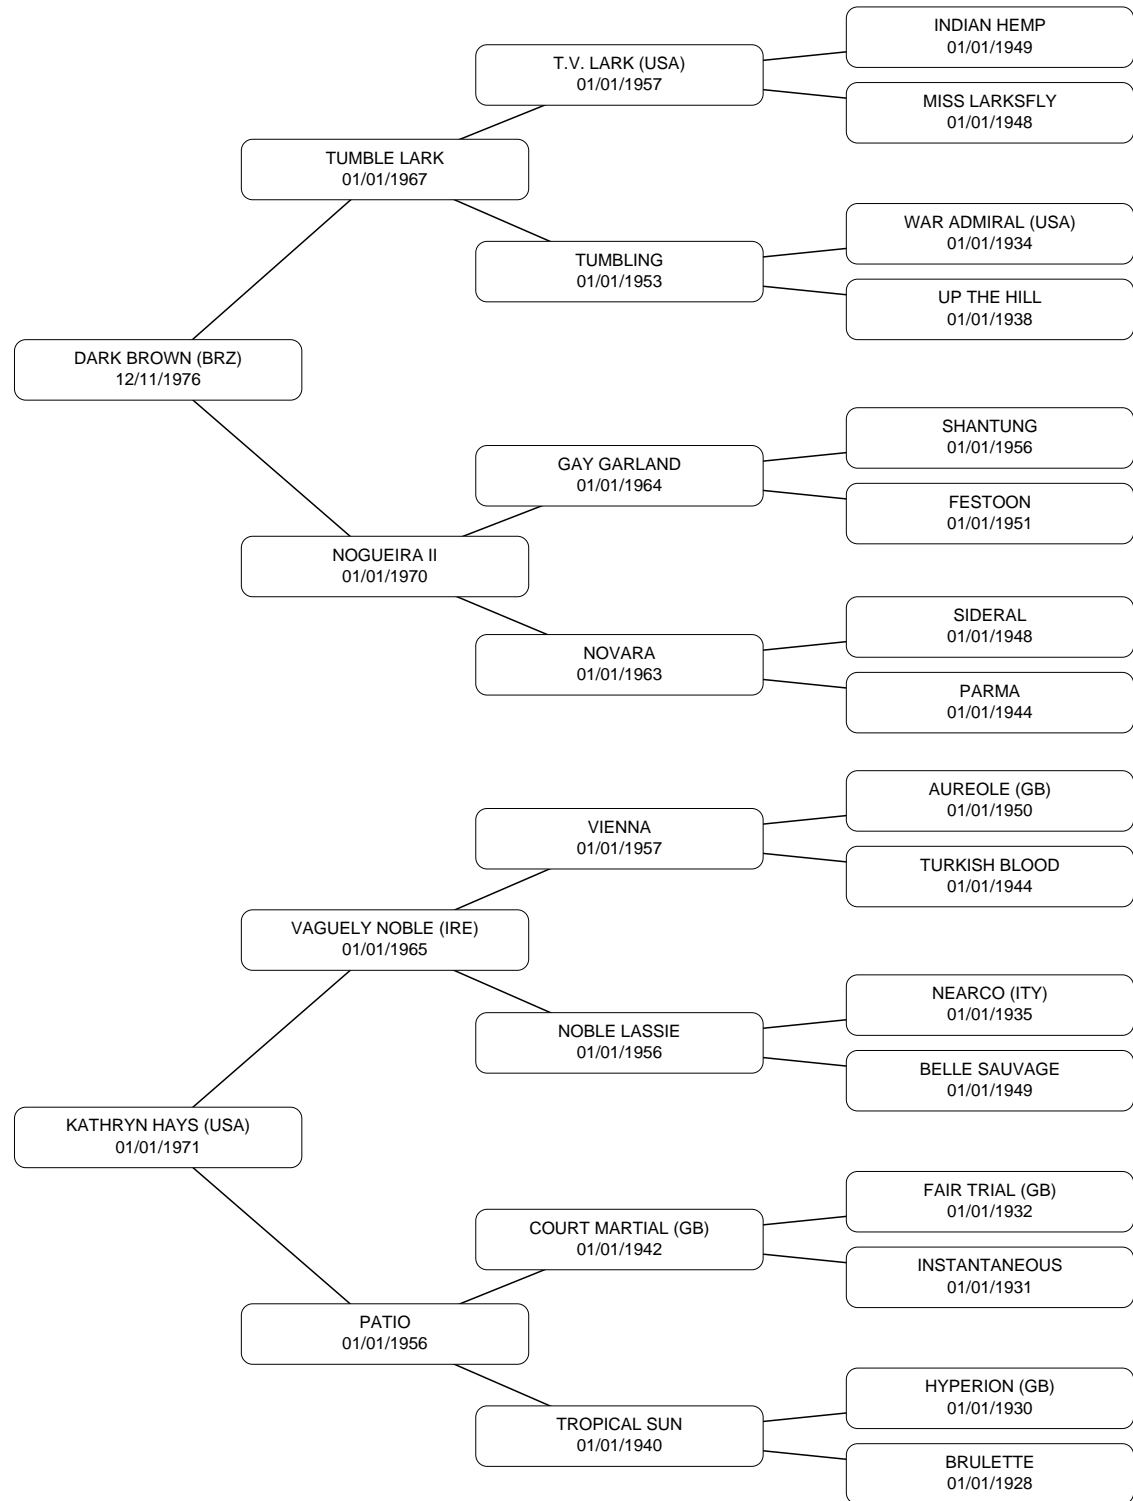 INDIAN HEMP
01/01/1949
T.V. LARK (USA)
01/01/1957
MISS LARKSFLY
01/01/1948
TUMBLE LARK
01/01/1967
WAR ADMIRAL (USA)
01/01/1934
TUMBLING
01/01/1953
UP THE HILL
01/01/1938
DARK BROWN (BRZ)
12/11/1976
SHANTUNG
01/01/1956
GAY GARLAND
01/01/1964
FESTOON
01/01/1951
NOGUEIRA II
01/01/1970
SIDERAL
01/01/1948
NOVARA
01/01/1963
PARMA
01/01/1944
AUREOLE (GB)
01/01/1950
VIENNA
01/01/1957
TURKISH BLOOD
01/01/1944
VAGUELY NOBLE (IRE)
01/01/1965
NEARCO (ITY)
01/01/1935
NOBLE LASSIE
01/01/1956
BELLE SAUVAGE
01/01/1949
KATHRYN HAYS (USA)
01/01/1971
FAIR TRIAL (GB)
01/01/1932
COURT MARTIAL (GB)
01/01/1942
INSTANTANEOUS
01/01/1931
PATIO
01/01/1956
HYPERION (GB)
01/01/1930
TROPICAL SUN
01/01/1940
BRULETTE
01/01/1928